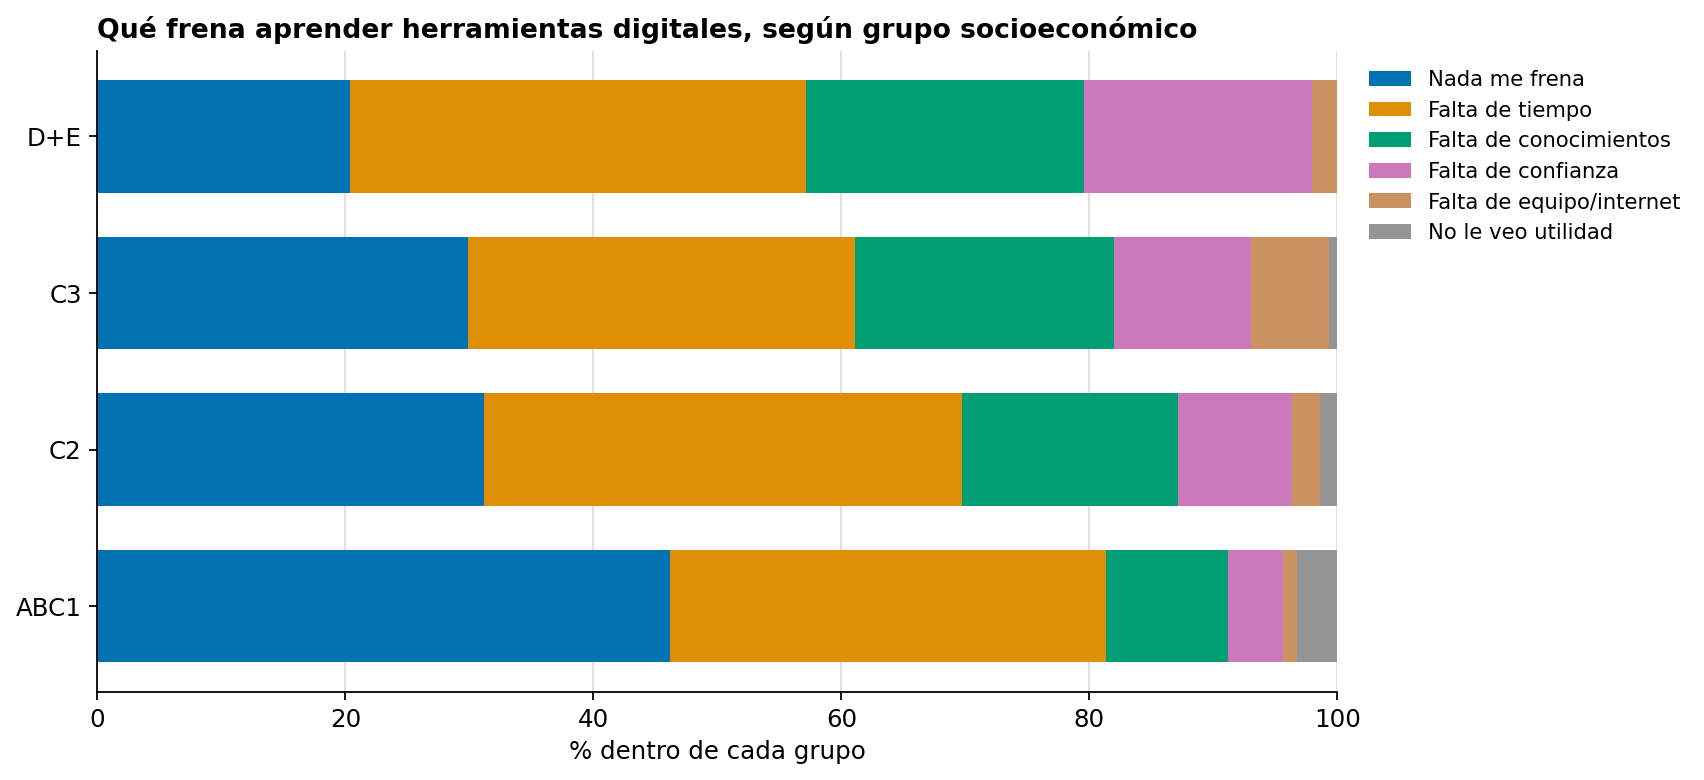 Qué frena aprender herramientas digitales, según grupo socioeconómico
Nada me frena
Falta de tiempo
Falta de conocimientos
Falta de confianza
Falta de equipo/internet
No le veo utilidad
D+E
C3
C2
ABC1
0 20 40 60 80 100
% dentro de cada grupo